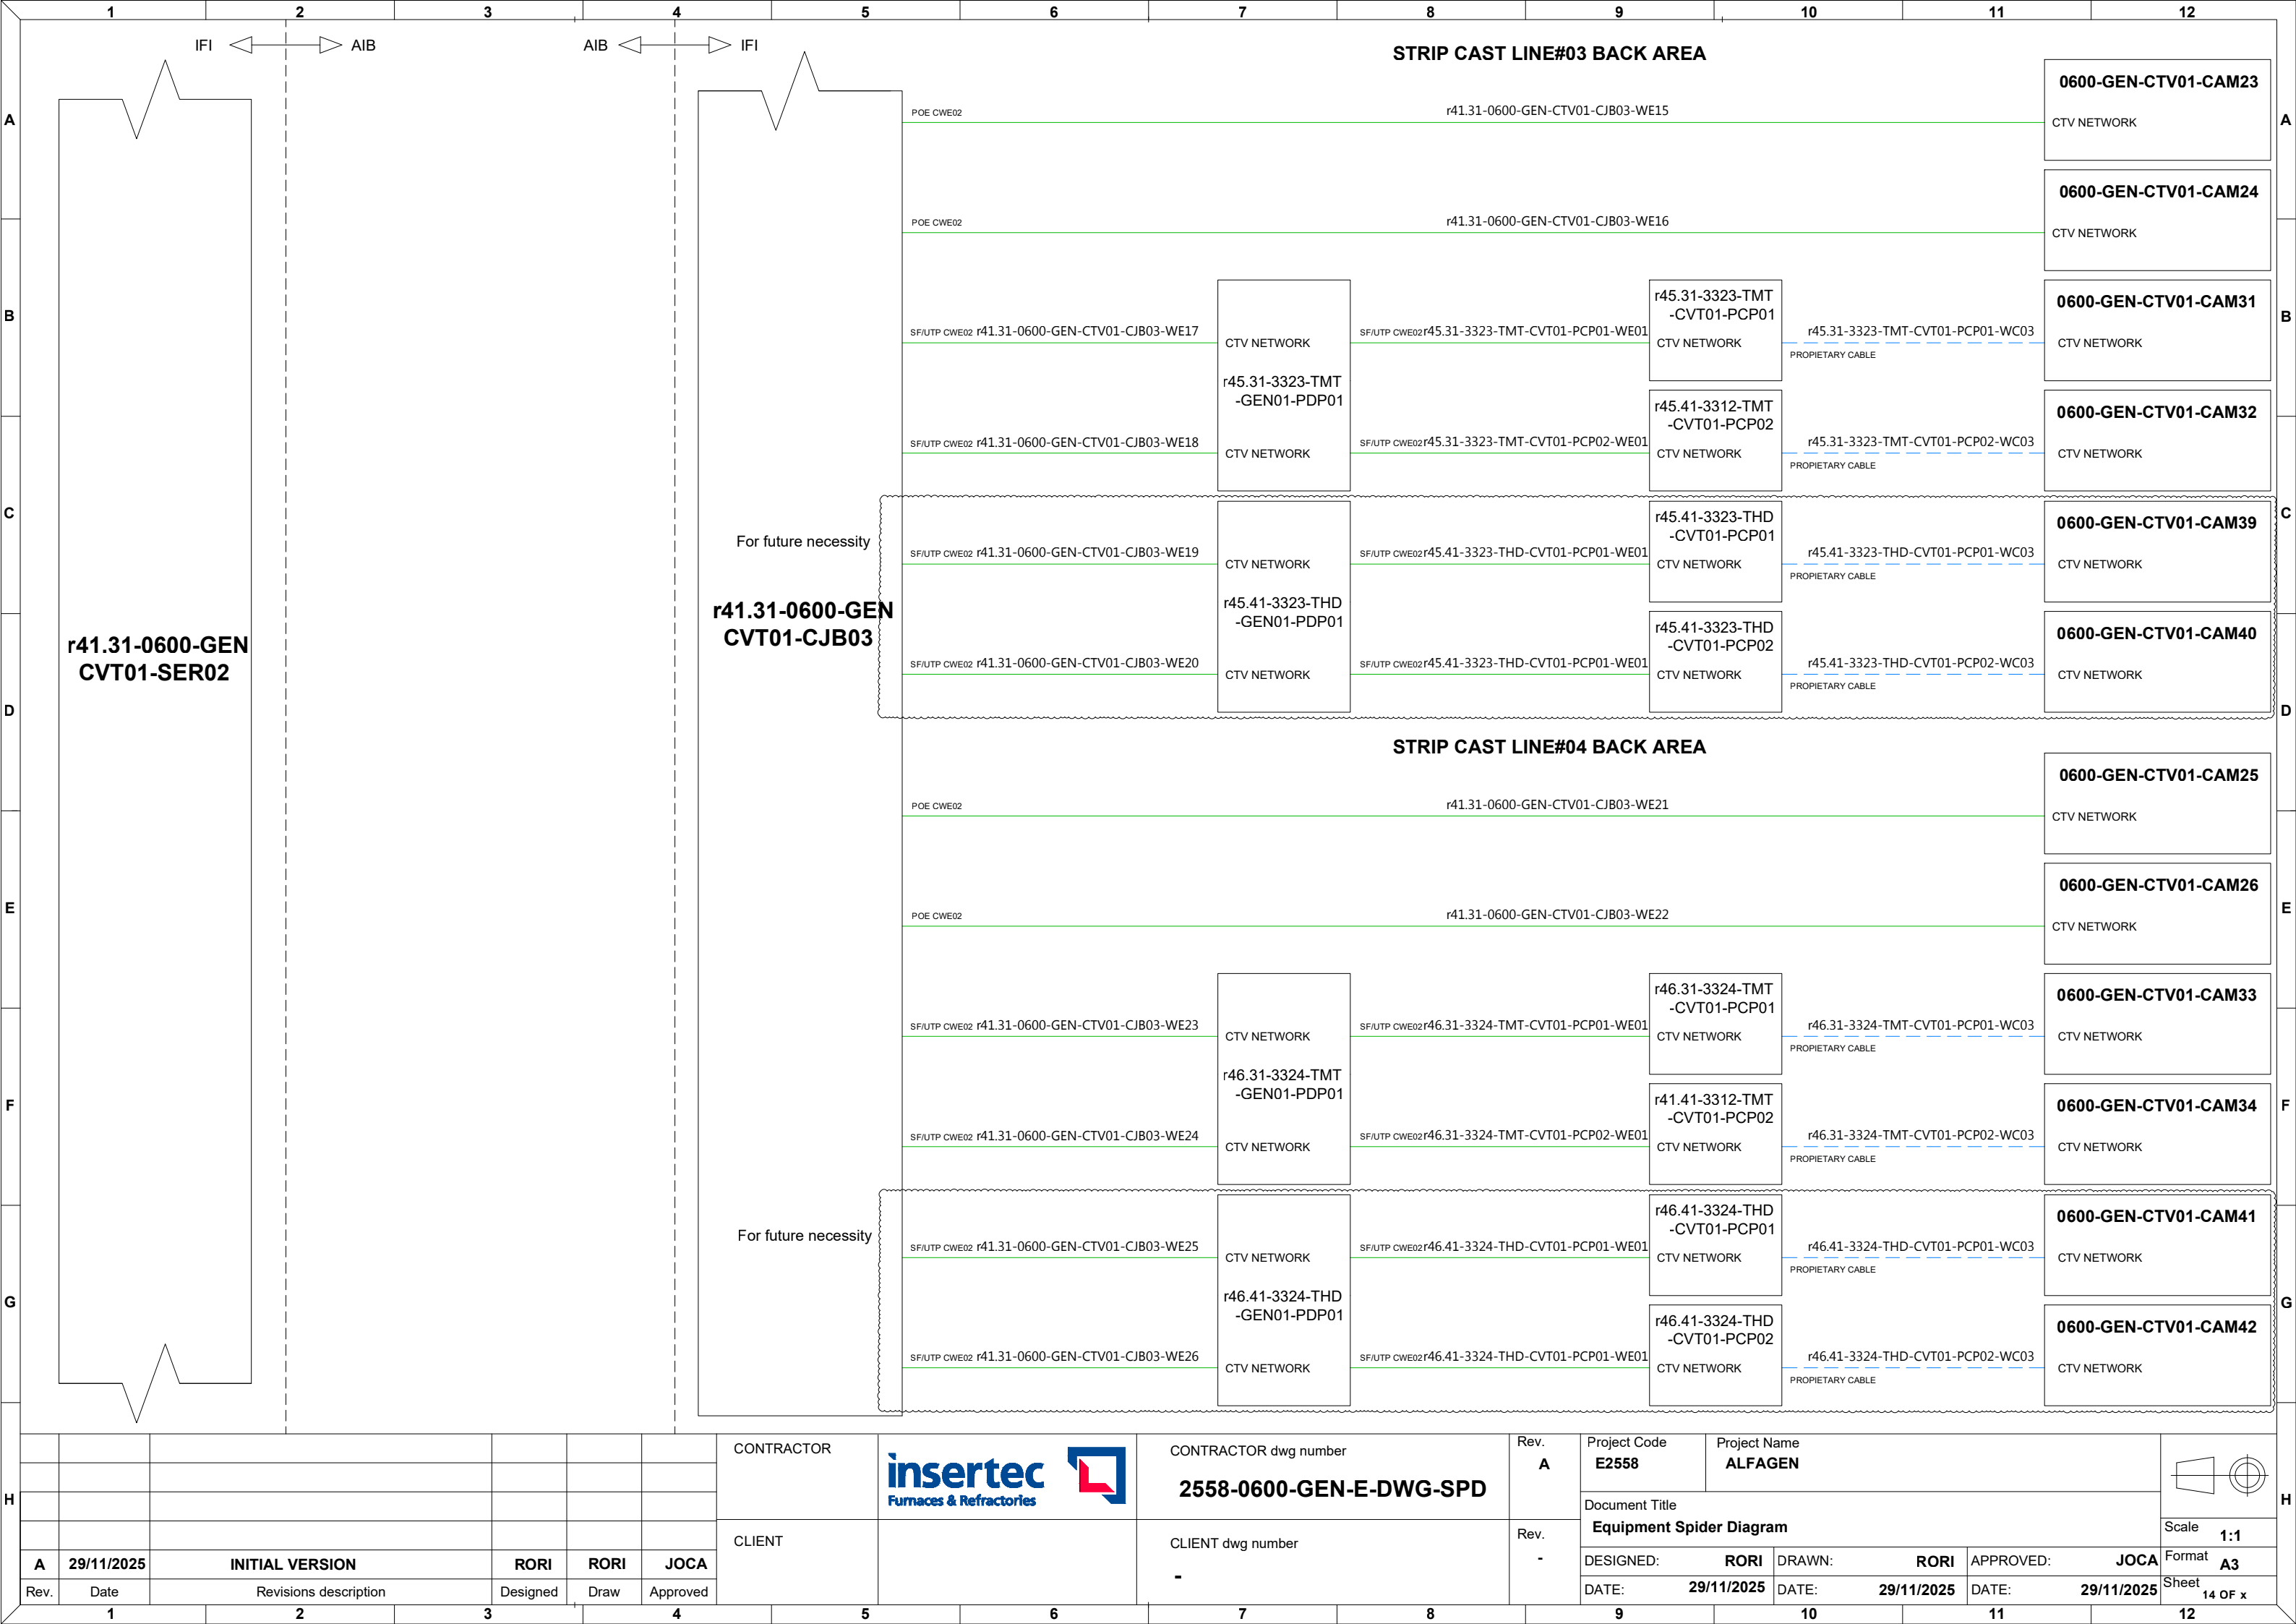 1 2 3 4 5 6 7 8 9 10 11 12
IFI AIB
AIB IFI
STRIP CAST LINE#03 BACK AREA
A A
POE CWE02 r41.31-0600-GEN-CTV01-CJB03-WE15
0600-GEN-CTV01-CAM23
CTV NETWORK
POE CWE02 r41.31-0600-GEN-CTV01-CJB03-WE16
0600-GEN-CTV01-CAM24
CTV NETWORK
B B
SF/UTP CWE02 r41.31-0600-GEN-CTV01-CJB03-WE17
CTV NETWORK
r45.31-3323-TMT
-GEN01-PDP01
SF/UTP CWE02 r45.31-3323-TMT-CVT01-PCP01-WE01
r45.31-3323-TMT
-CVT01-PCP01
CTV NETWORK
r45.31-3323-TMT-CVT01-PCP01-WC03
PROPIETARY CABLE
0600-GEN-CTV01-CAM31
CTV NETWORK
SF/UTP CWE02 r41.31-0600-GEN-CTV01-CJB03-WE18
CTV NETWORK
SF/UTP CWE02 r45.31-3323-TMT-CVT01-PCP02-WE01
r45.41-3312-TMT
-CVT01-PCP02
CTV NETWORK
r45.31-3323-TMT-CVT01-PCP02-WC03
PROPIETARY CABLE
0600-GEN-CTV01-CAM32
CTV NETWORK
C C
For future necessity
SF/UTP CWE02 r41.31-0600-GEN-CTV01-CJB03-WE19
CTV NETWORK
r45.41-3323-THD
-GEN01-PDP01
SF/UTP CWE02 r45.41-3323-THD-CVT01-PCP01-WE01
r45.41-3323-THD
-CVT01-PCP01
CTV NETWORK
r45.41-3323-THD-CVT01-PCP01-WC03
PROPIETARY CABLE
0600-GEN-CTV01-CAM39
CTV NETWORK
r41.31-0600-GEN
CVT01-SER02
r41.31-0600-GEN
CVT01-CJB03
SF/UTP CWE02 r41.31-0600-GEN-CTV01-CJB03-WE20
CTV NETWORK
SF/UTP CWE02 r45.41-3323-THD-CVT01-PCP01-WE01
r45.41-3323-THD
-CVT01-PCP02
CTV NETWORK
r45.41-3323-THD-CVT01-PCP02-WC03
PROPIETARY CABLE
0600-GEN-CTV01-CAM40
CTV NETWORK
D D
STRIP CAST LINE#04 BACK AREA
POE CWE02 r41.31-0600-GEN-CTV01-CJB03-WE21
0600-GEN-CTV01-CAM25
CTV NETWORK
E E
POE CWE02 r41.31-0600-GEN-CTV01-CJB03-WE22
0600-GEN-CTV01-CAM26
CTV NETWORK
SF/UTP CWE02 r41.31-0600-GEN-CTV01-CJB03-WE23
CTV NETWORK
r46.31-3324-TMT
-GEN01-PDP01
SF/UTP CWE02 r46.31-3324-TMT-CVT01-PCP01-WE01
r46.31-3324-TMT
-CVT01-PCP01
CTV NETWORK
r46.31-3324-TMT-CVT01-PCP01-WC03
PROPIETARY CABLE
0600-GEN-CTV01-CAM33
CTV NETWORK
F F
SF/UTP CWE02 r41.31-0600-GEN-CTV01-CJB03-WE24
CTV NETWORK
SF/UTP CWE02 r46.31-3324-TMT-CVT01-PCP02-WE01
r41.41-3312-TMT
-CVT01-PCP02
CTV NETWORK
r46.31-3324-TMT-CVT01-PCP02-WC03
PROPIETARY CABLE
0600-GEN-CTV01-CAM34
CTV NETWORK
For future necessity
SF/UTP CWE02 r41.31-0600-GEN-CTV01-CJB03-WE25
CTV NETWORK
r46.41-3324-THD
-GEN01-PDP01
SF/UTP CWE02 r46.41-3324-THD-CVT01-PCP01-WE01
r46.41-3324-THD
-CVT01-PCP01
CTV NETWORK
r46.41-3324-THD-CVT01-PCP01-WC03
PROPIETARY CABLE
0600-GEN-CTV01-CAM41
CTV NETWORK
G G
SF/UTP CWE02 r41.31-0600-GEN-CTV01-CJB03-WE26
CTV NETWORK
SF/UTP CWE02 r46.41-3324-THD-CVT01-PCP01-WE01
r46.41-3324-THD
-CVT01-PCP02
CTV NETWORK
r46.41-3324-THD-CVT01-PCP02-WC03
PROPIETARY CABLE
0600-GEN-CTV01-CAM42
CTV NETWORK
H H
CONTRACTOR
insertec
Furnaces & Refractories
CONTRACTOR dwg number
2558-0600-GEN-E-DWG-SPD
Rev.
A
Project Code
E2558
Project Name
ALFAGEN
Document Title
Equipment Spider Diagram
CLIENT
CLIENT dwg number
-
Rev.
-
Scale 1:1
DESIGNED: RORI DRAWN: RORI APPROVED: JOCA
Format A3
DATE: 29/11/2025 DATE: 29/11/2025 DATE: 29/11/2025
Sheet 14 OF x
A 29/11/2025 INITIAL VERSION RORI RORI JOCA
Rev. Date Revisions description Designed Draw Approved
1 2 3 4 5 6 7 8 9 10 11 12